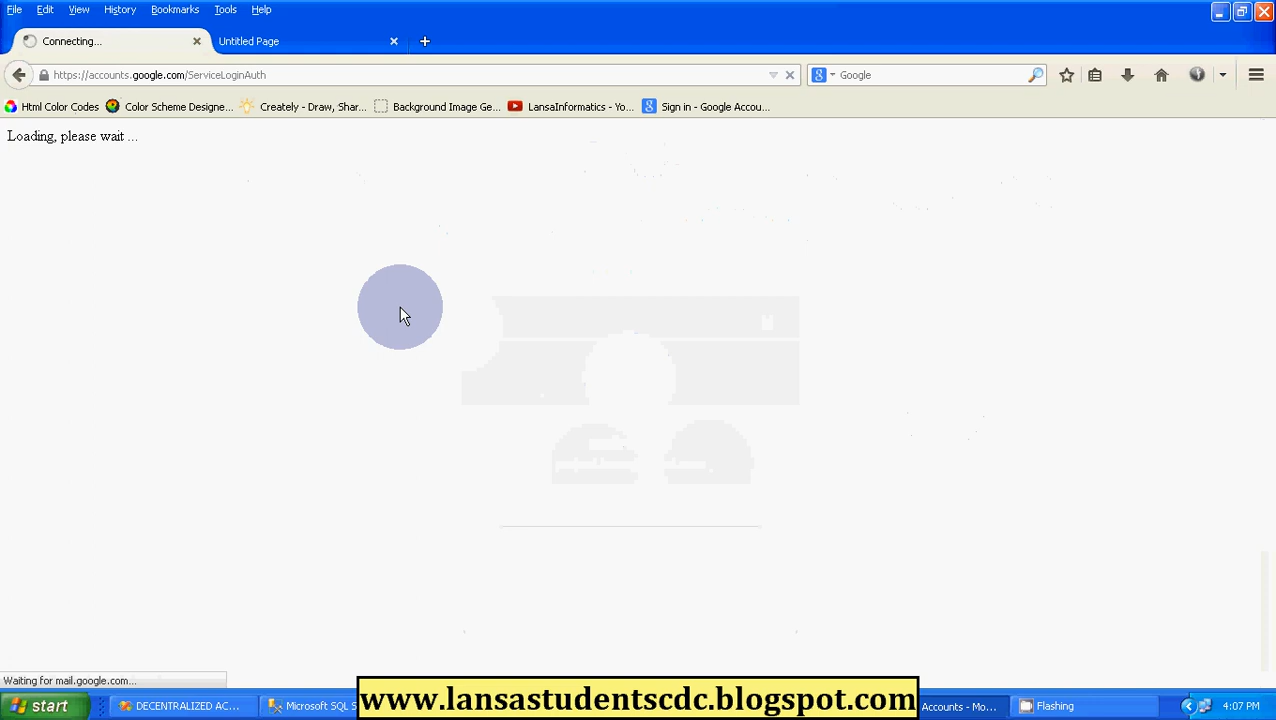 File Edit View History Bookmarks Tools Help
Connecting... Untitled Page
https://accounts.google.com/ServiceLoginAuth Google
Html Color Codes Color Scheme Designe... Creately - Draw, Shar... Background Image Ge... LansaInformatics - Yo... Sign in - Google Accou...
Loading, please wait ...
Waiting for mail.google.com...
start DECENTRALIZED AC... Microsoft SQL S Accounts - Mo... Flashing 4:07 PM
www.lansastudentscdc.blogspot.com